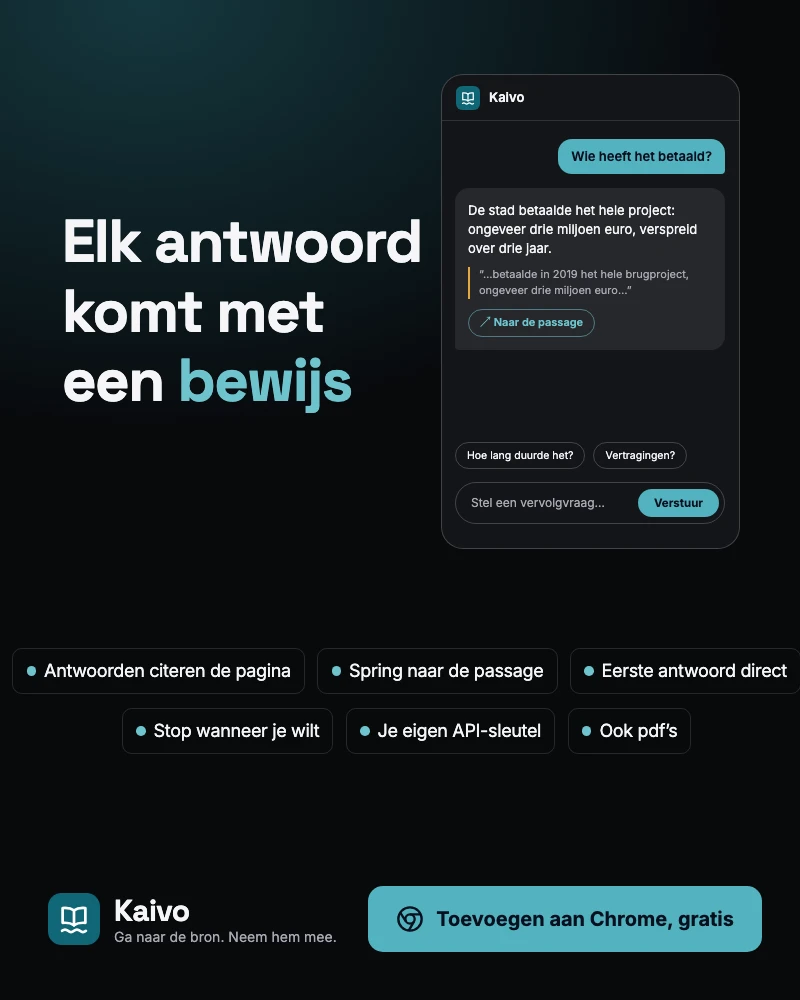 Kaivo
Wie heeft het betaald?
De stad betaalde het hele project:
ongeveer drie miljoen euro, verspreid
over drie jaar.
"…betaalde in 2019 het hele brugproject,
ongeveer drie miljoen euro…"
↗ Naar de passage
Hoe lang duurde het?
Vertragingen?
Stel een vervolgvraag…
Verstuur
Elk antwoord
komt met
een bewijs
Antwoorden citeren de pagina
Spring naar de passage
Eerste antwoord direct
Stop wanneer je wilt
Je eigen API-sleutel
Ook pdf’s
Kaivo
Ga naar de bron. Neem hem mee.
Toevoegen aan Chrome, gratis